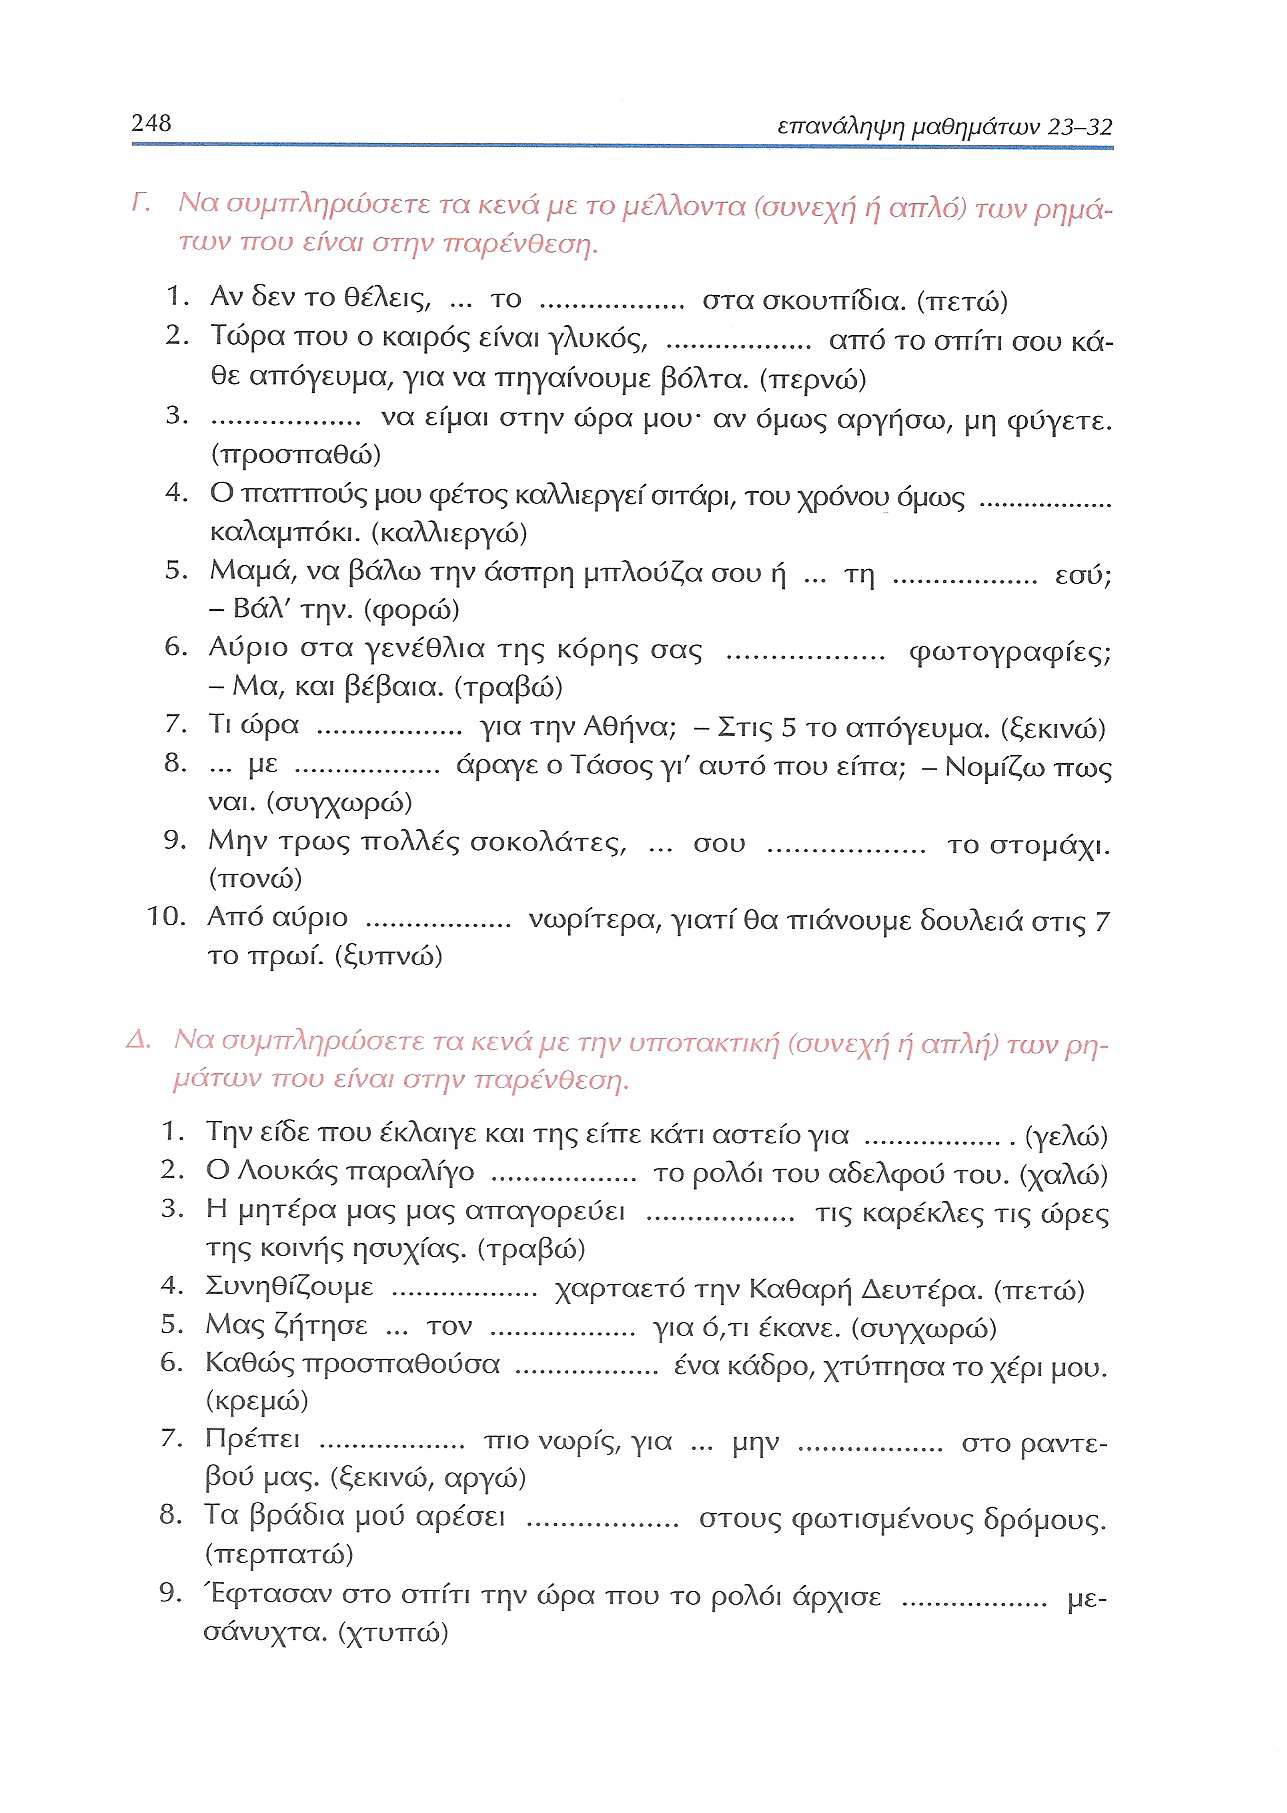 248
επανάληψη μαθημάτων 23–32
Γ. Να συμπληρώσετε τα κενά με το μέλλοντα (συνεχή ή απλό) των ρημά-
των που είναι στην παρένθεση.
1. Αν δεν το θέλεις, ... το .................. στα σκουπίδια. (πετώ)
2. Τώρα που ο καιρός είναι γλυκός, .................. από το σπίτι σου κά-
θε απόγευμα, για να πηγαίνουμε βόλτα. (περνώ)
3. .................. να είμαι στην ώρα μου· αν όμως αργήσω, μη φύγετε.
(προσπαθώ)
4. Ο παππούς μου φέτος καλλιεργεί σιτάρι, του χρόνου όμως ................
καλαμπόκι. (καλλιεργώ)
5. Μαμά, να βάλω την άσπρη μπλούζα σου ή ... τη .................. εσύ;
– Βάλ' την. (φορώ)
6. Αύριο στα γενέθλια της κόρης σας .................. φωτογραφίες;
– Μα, και βέβαια. (τραβώ)
7. Τι ώρα .................. για την Αθήνα; – Στις 5 το απόγευμα. (ξεκινώ)
8. ... με .................. άραγε ο Τάσος γι' αυτό που είπα; – Νομίζω πως
ναι. (συγχωρώ)
9. Μην τρως πολλές σοκολάτες, ... σου .................. το στομάχι.
(πονώ)
10. Από αύριο .................. νωρίτερα, γιατί θα πιάνουμε δουλειά στις 7
το πρωί. (ξυπνώ)
Δ. Να συμπληρώσετε τα κενά με την υποτακτική (συνεχή ή απλή) των ρη-
μάτων που είναι στην παρένθεση.
1. Την είδε που έκλαιγε και της είπε κάτι αστείο για .................. . (γελώ)
2. Ο Λουκάς παραλίγο .................. το ρολόι του αδελφού του. (χαλώ)
3. Η μητέρα μας μας απαγορεύει .................. τις καρέκλες τις ώρες
της κοινής ησυχίας. (τραβώ)
4. Συνηθίζουμε .................. χαρταετό την Καθαρή Δευτέρα. (πετώ)
5. Μας ζήτησε ... τον .................. για ό,τι έκανε. (συγχωρώ)
6. Καθώς προσπαθούσα .................. ένα κάδρο, χτύπησα το χέρι μου.
(κρεμώ)
7. Πρέπει .................. πιο νωρίς, για ... μην .................. στο ραντε-
βού μας. (ξεκινώ, αργώ)
8. Τα βράδια μού αρέσει .................. στους φωτισμένους δρόμους.
(περπατώ)
9. Έφτασαν στο σπίτι την ώρα που το ρολόι άρχισε .................. με-
σάνυχτα. (χτυπώ)